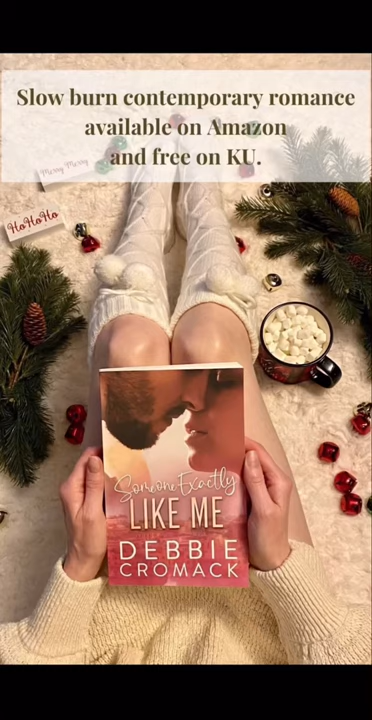 Slow burn contemporary romance
available on Amazon
and free on KU.
Merry Merry
HoHoHo
Someone Exactly
LIKE ME
DEBBIE
CROMACK